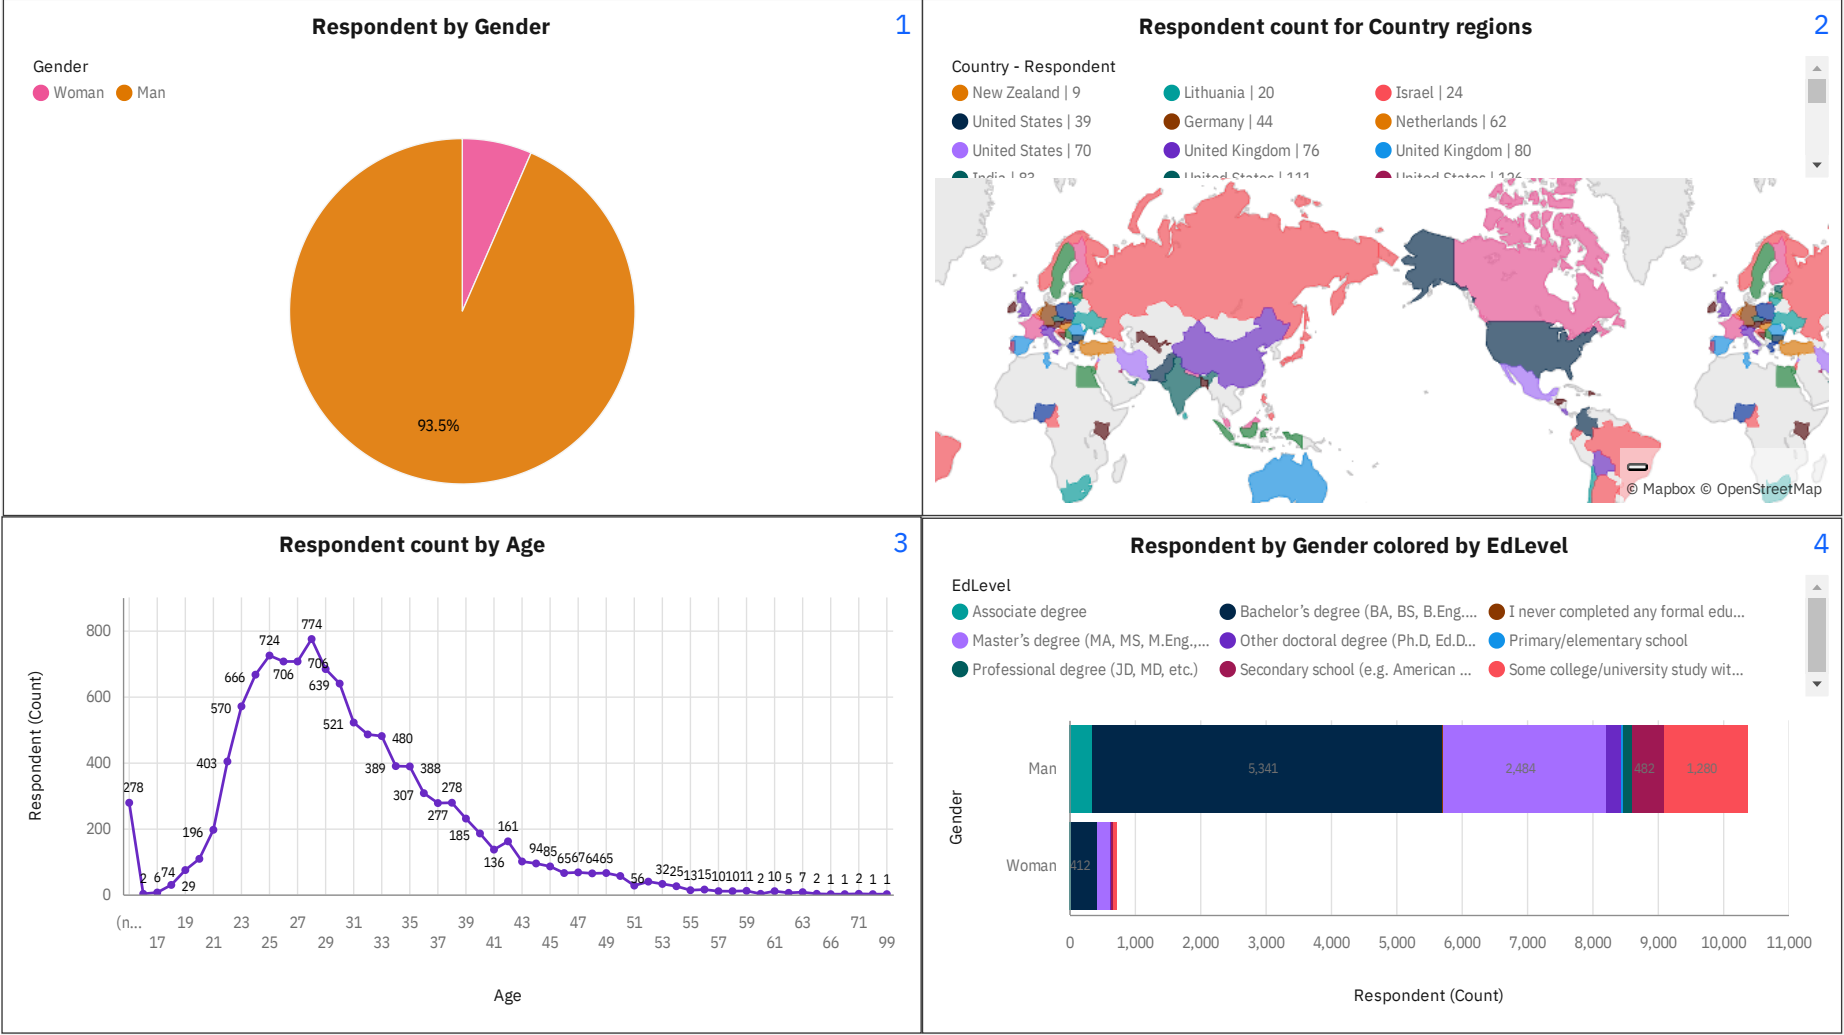 Respondent by Gender
1
Gender
Woman
Man
93.5%
Respondent count for Country regions
2
Country - Respondent
New Zealand | 9
Lithuania | 20
Israel | 24
United States | 39
Germany | 44
Netherlands | 62
United States | 70
United Kingdom | 76
United Kingdom | 80
India | 83
United States | 111
United States | 126
© Mapbox © OpenStreetMap
Respondent count by Age
3
Respondent (Count)
800
600
400
200
0
278
2
6
74
29
196
403
570
666
724
706
774
706
639
521
480
389
388
307
277
278
185
136
161
94
85
65
67
64
65
56
32
25
13
15
10
10
11
2
10
5
7
2
1
1
2
1
1
(n...
19
23
27
31
35
39
43
47
51
55
59
63
71
17
21
25
29
33
37
41
45
49
53
57
61
66
99
Age
Respondent by Gender colored by EdLevel
4
EdLevel
Associate degree
Bachelor’s degree (BA, BS, B.Eng....
I never completed any formal edu...
Master’s degree (MA, MS, M.Eng.,...
Other doctoral degree (Ph.D, Ed.D...
Primary/elementary school
Professional degree (JD, MD, etc.)
Secondary school (e.g. American ...
Some college/university study wit...
Gender
Man
5,341
2,484
482
1,280
Woman
412
0
1,000
2,000
3,000
4,000
5,000
6,000
7,000
8,000
9,000
10,000
11,000
Respondent (Count)